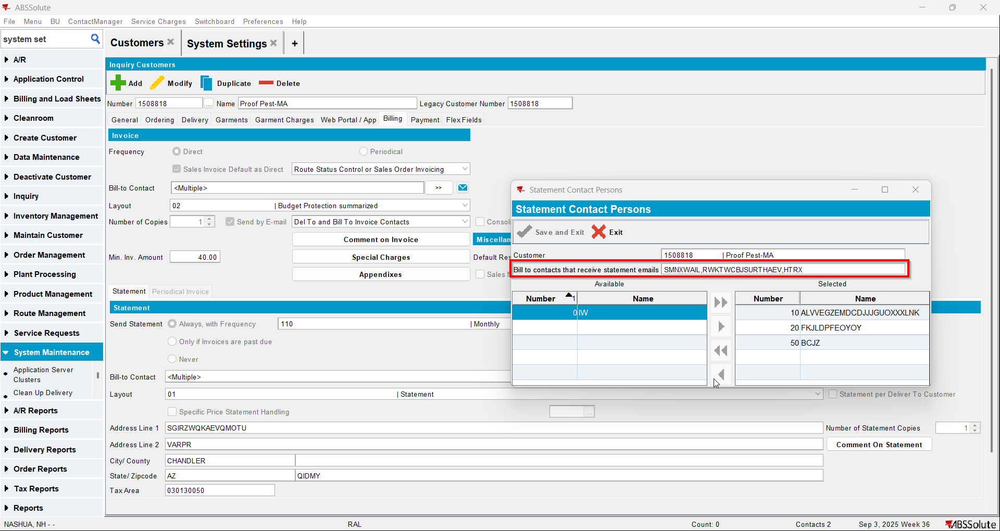 ABSSolute
File Menu BU ContactManager Service Charges Switchboard Preferences Help
system set
Customers
System Settings
+
A/R
Application Control
Billing and Load Sheets
Cleanroom
Create Customer
Data Maintenance
Deactivate Customer
Inquiry
Inventory Management
Maintain Customer
Order Management
Plant Processing
Product Management
Route Management
Service Requests
System Maintenance
Application Server
Clusters
Clean Up Delivery
A/R Reports
Billing Reports
Delivery Reports
Order Reports
Tax Reports
Reports
Inquiry Customers
Add Modify Duplicate Delete
Number 1508818 ... Name Proof Pest-MA Legacy Customer Number 1508818
General Ordering Delivery Garments Garment Charges Web Portal / App Billing Payment Flex Fields
Invoice
Frequency Direct Periodical
Sales Invoice Default as Direct Route Status Control or Sales Order Invoicing
Bill-to Contact <Multiple> >>
Layout 02 | Budget Protection summarized
Number of Copies 1 Send by E-mail Del To and Bill To Invoice Contacts Consoli
Comment on Invoice Miscellan
Min. Inv. Amount 40.00 Special Charges Default Res
Appendixes Sales N
Statement Periodical Invoice
Statement
Send Statement Always, with Frequency 110 | Monthly
Only if Invoices are past due
Never
Bill-to Contact <Multiple>
Layout 01 | Statement Statement per Deliver To Customer
Specific Price Statement Handling ...
Address Line 1 SGIRZWQKAEVQMOTU Number of Statement Copies 1
Address Line 2 VARPR Comment On Statement
City/ County CHANDLER
State/ Zipcode AZ QIDMY
Tax Area 030130050
Statement Contact Persons
Statement Contact Persons
Save and Exit Exit
Customer 1508818 | Proof Pest-MA
Bill to contacts that receive statement emails SMNXWAIL,RWKTWCBJSURTHAEV,HTRX
Available Selected
Number 1 Name Number Name
0 IW
10 ALVVEGZEMDCDJJJGUOXXXLNK
20 FKJLDPFEOYOY
50 BCJZ
NASHUA, NH - - RAL Count: 0 Contacts 2 Sep 3, 2025 Week 36 ABSSolute